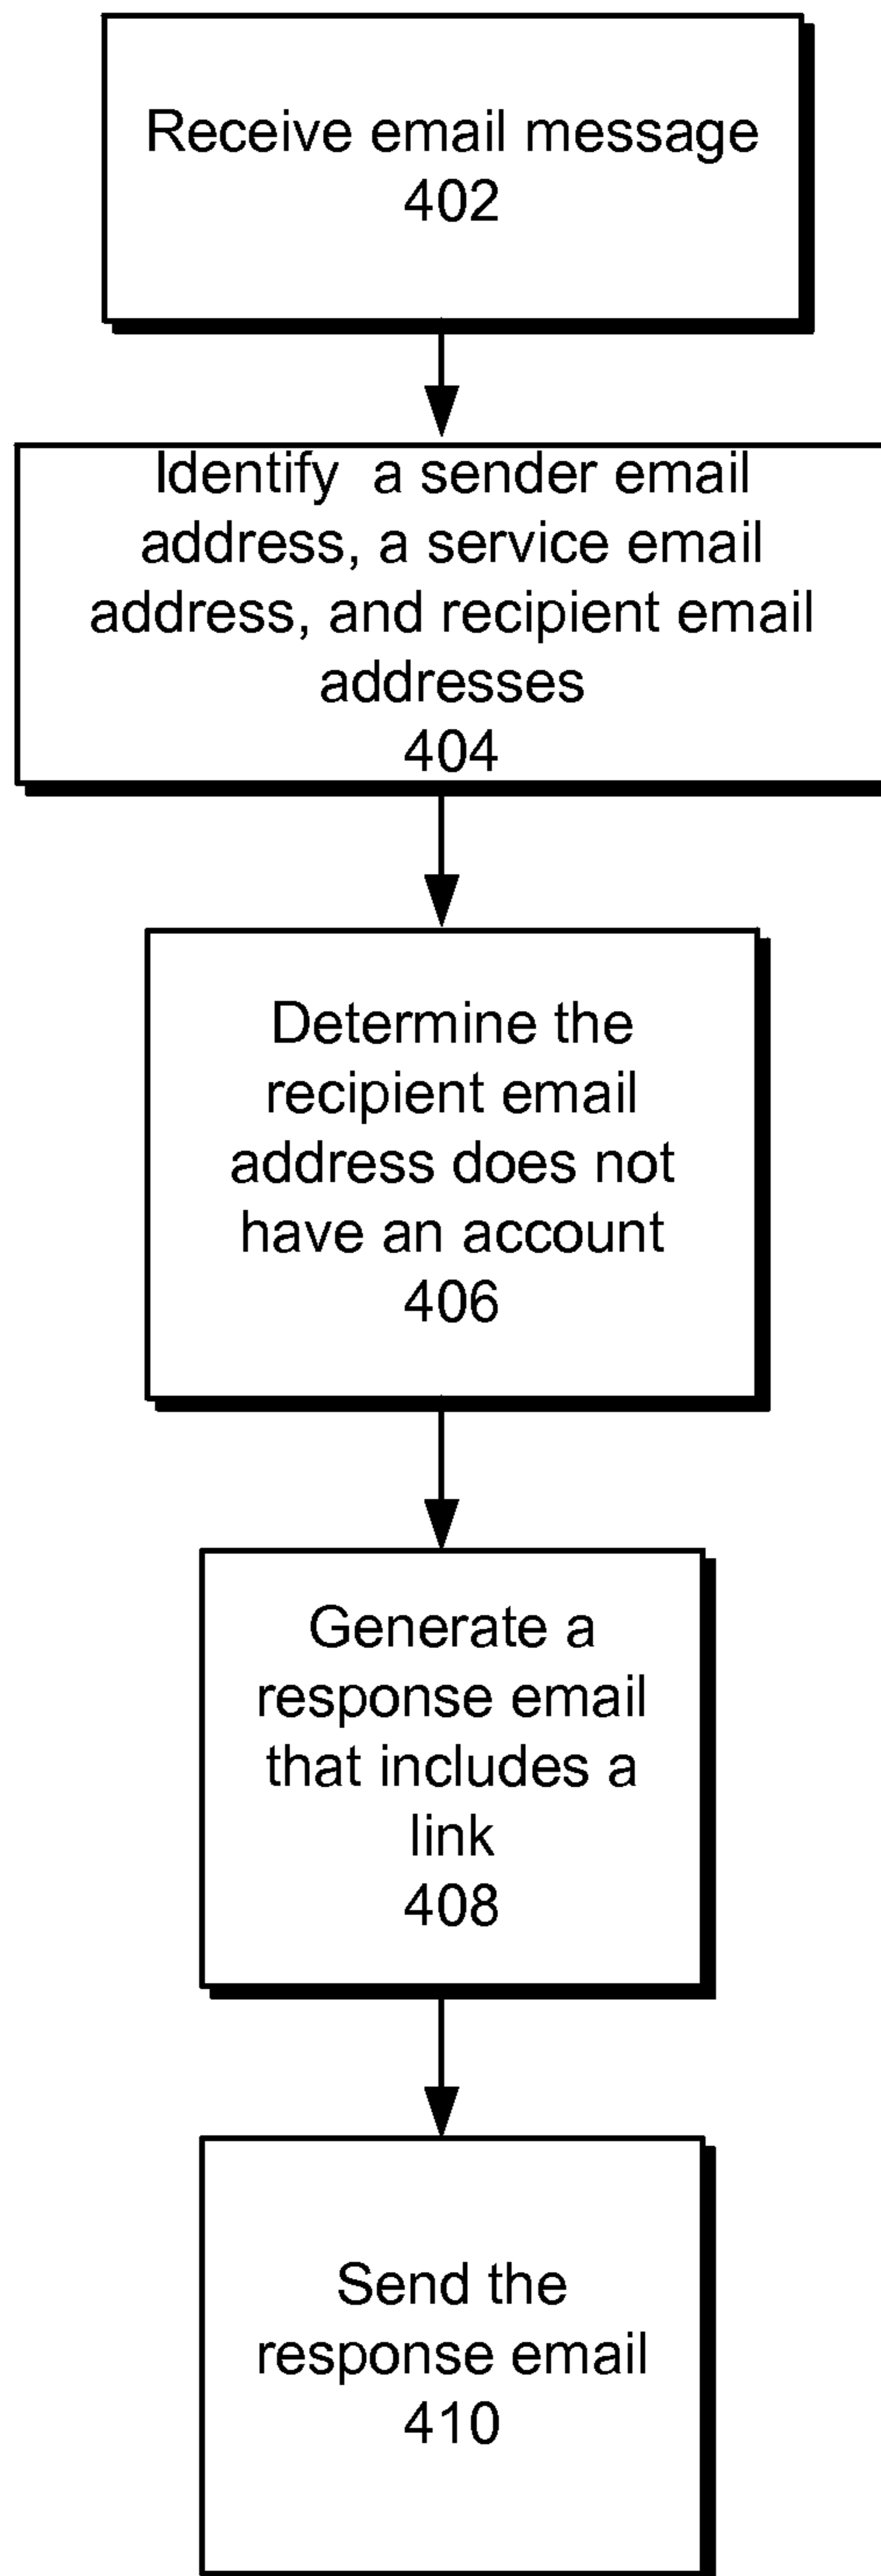 Receive email message
402
Identify  a sender email
address, a service email
address, and recipient email
addresses
404
Determine the
recipient email
address does not
have an account
406
Generate a
response email
that includes a
link
408
Send the
response email
410